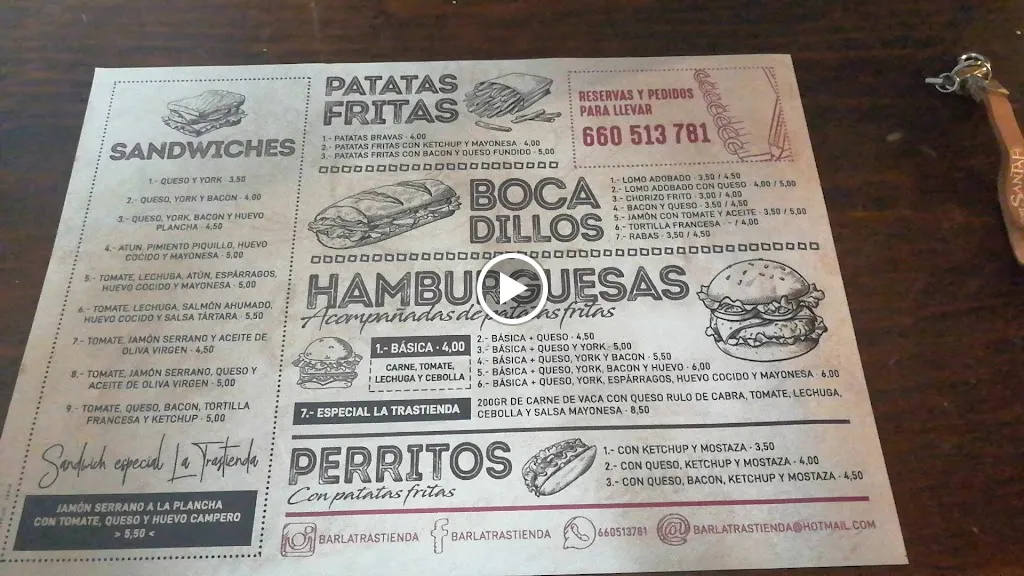 SANDWICHES
1.- QUESO Y YORK · 3,50
2.- QUESO, YORK Y BACON · 4,00
3.- QUESO, YORK, BACON Y HUEVO
PLANCHA · 4,50
4.- ATUN, PIMIENTO PIQUILLO, HUEVO
COCIDO Y MAYONESA · 5,00
5.- TOMATE, LECHUGA, ATÚN, ESPÁRRAGOS,
HUEVO COCIDO Y MAYONESA · 5,00
6.- TOMATE, LECHUGA, SALMÓN AHUMADO,
HUEVO COCIDO Y SALSA TÁRTARA · 5,50
7.- TOMATE, JAMÓN SERRANO Y ACEITE DE
OLIVA VIRGEN · 4,50
8.- TOMATE, JAMÓN SERRANO, QUESO Y
ACEITE DE OLIVA VIRGEN · 5,00
9.- TOMATE, QUESO, BACON, TORTILLA
FRANCESA Y KETCHUP · 5,00
Sandwich especial La Trastienda
JAMÓN SERRANO A LA PLANCHA
CON TOMATE, QUESO Y HUEVO CAMPERO
> 5,50 <
PATATAS
FRITAS
1.- PATATAS BRAVAS · 4,00
2.- PATATAS FRITAS CON KETCHUP Y MAYONESA · 4,00
3.- PATATAS FRITAS CON BACON Y QUESO FUNDIDO · 5,00
RESERVAS Y PEDIDOS
PARA LLEVAR
660 513 781
BOCA
DILLOS
1.- LOMO ADOBADO · 3,50 / 4,50
2.- LOMO ADOBADO CON QUESO · 4,00 / 5,00
3.- CHORIZO FRITO · 3,00 / 4,00
4.- BACON Y QUESO · 3,50 / 4,50
5.- JAMÓN CON TOMATE Y ACEITE · 3,50 / 5,00
6.- TORTILLA FRANCESA · - / 4,00
7.- RABAS · 3,50 / 4,50
HAMBURGUESAS
Acompañadas de patatas fritas
1.- BÁSICA · 4,00
CARNE, TOMATE,
LECHUGA Y CEBOLLA
2.- BÁSICA + QUESO · 4,50
3.- BÁSICA + QUESO Y YORK · 5,00
4.- BÁSICA + QUESO, YORK Y BACON · 5,50
5.- BÁSICA + QUESO, YORK, BACON Y HUEVO · 6,00
6.- BÁSICA + QUESO, YORK, ESPÁRRAGOS, HUEVO COCIDO Y MAYONESA · 6,00
7.- ESPECIAL LA TRASTIENDA
200GR DE CARNE DE VACA CON QUESO RULO DE CABRA, TOMATE, LECHUGA,
CEBOLLA Y SALSA MAYONESA · 8,50
PERRITOS
Con patatas fritas
1.- CON KETCHUP Y MOSTAZA · 3,50
2.- CON QUESO, KETCHUP Y MOSTAZA · 4,00
3.- CON QUESO, BACON, KETCHUP Y MOSTAZA · 4,50
BARLATRASTIENDA
BARLATRASTIENDA
660513781
BARLATRASTIENDA@HOTMAIL.COM